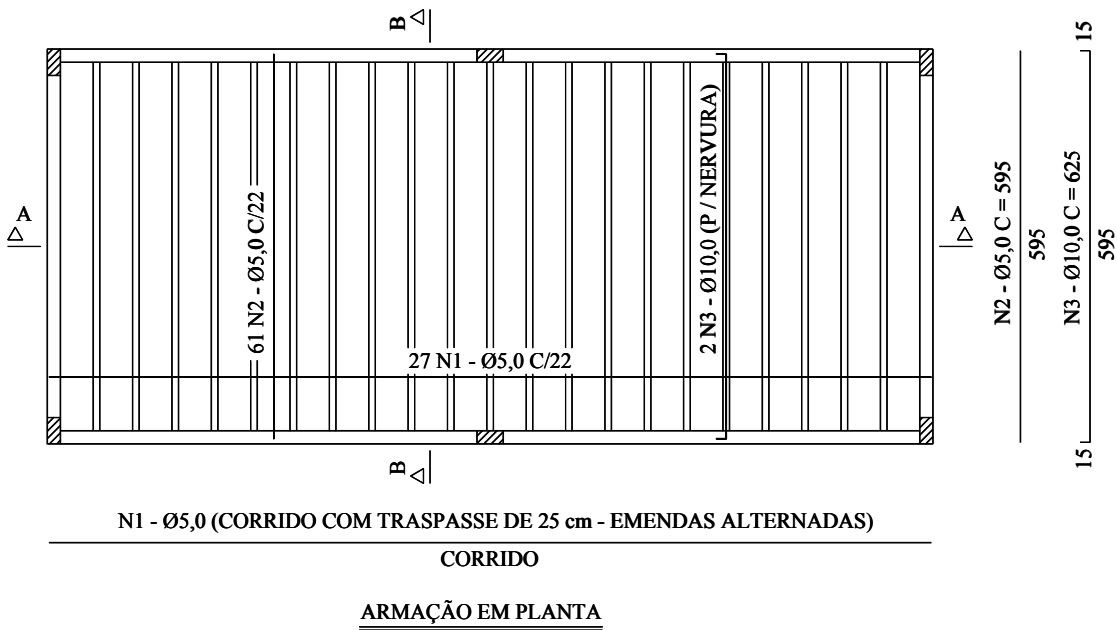 B
A
A
61 N2 - Ø5,0 C/22
27 N1 - Ø5,0 C/22
2 N3 - Ø10,0 (P / NERVURA)
N2 - Ø5,0 C = 595
595
15
N3 - Ø10,0 C = 625
595
15
B
N1 - Ø5,0 (CORRIDO COM TRASPASSE DE 25 cm - EMENDAS ALTERNADAS)
CORRIDO
ARMAÇÃO EM PLANTA